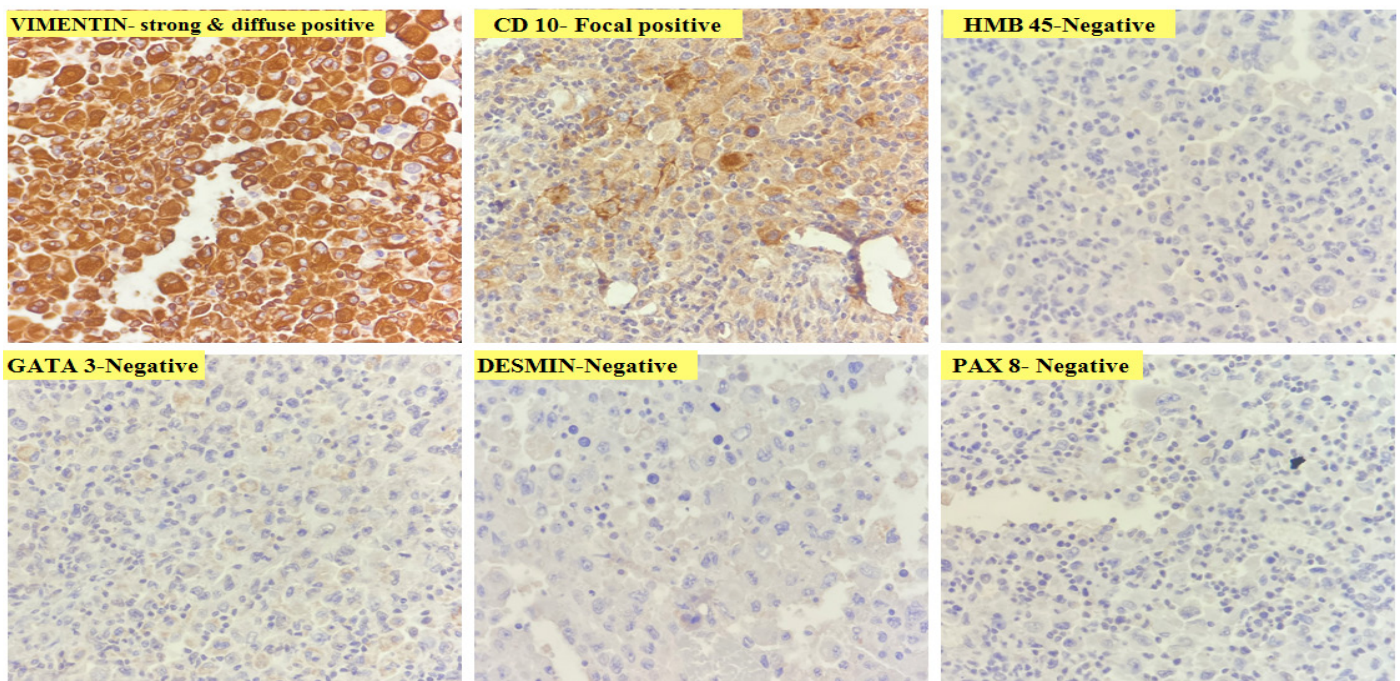 VIMENTIN- strong & diffuse positive
CD 10- Focal positive
HMB 45-Negative
GATA 3-Negative
DESMIN-Negative
PAX 8- Negative